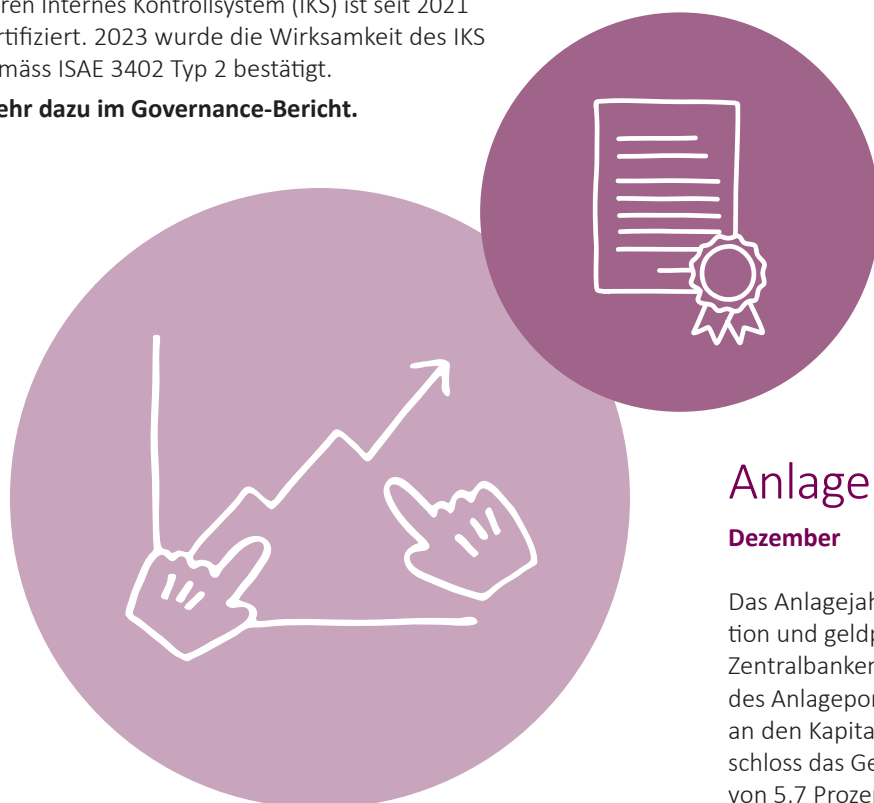 ren Internes Kontrollsystem (IKS) ist seit 2021
rtifiziert. 2023 wurde die Wirksamkeit des IKS
mäss ISAE 3402 Typ 2 bestätigt.
ehr dazu im Governance-Bericht.
Anlage
Dezember
Das Anlagejah
tion und geldp
Zentralbanken
des Anlagepor
an den Kapita
schloss das Ge
von 5.7 Prozen